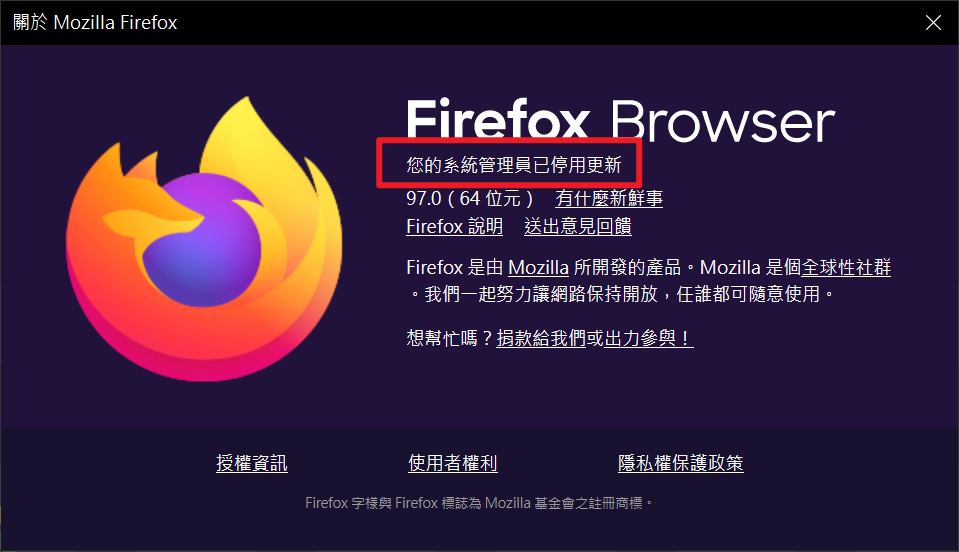 關於 Mozilla Firefox
Firefox Browser
您的系統管理員已停用更新
97.0 ( 64 位元 ) 有什麼新鮮事
Firefox 說明 送出意見回饋
Firefox 是由 Mozilla 所開發的產品。Mozilla 是個全球性社群
。我們一起努力讓網路保持開放，任誰都可隨意使用。
想幫忙嗎？捐款給我們或出力參與！
授權資訊 使用者權利 隱私權保護政策
Firefox 字樣與 Firefox 標誌為 Mozilla 基金會之註冊商標。